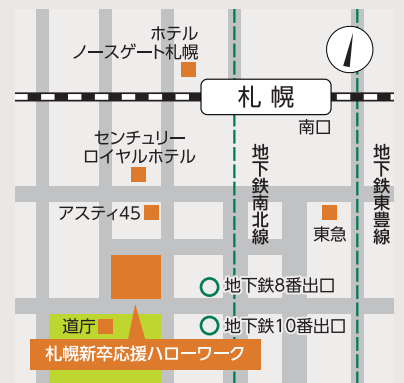 ホテル
ノースゲート札幌
札幌
南口
センチュリー
ロイヤルホテル
地下鉄南北線
地下鉄東豊線
アスティ45
東急
地下鉄8番出口
道庁
地下鉄10番出口
札幌新卒応援ハローワーク